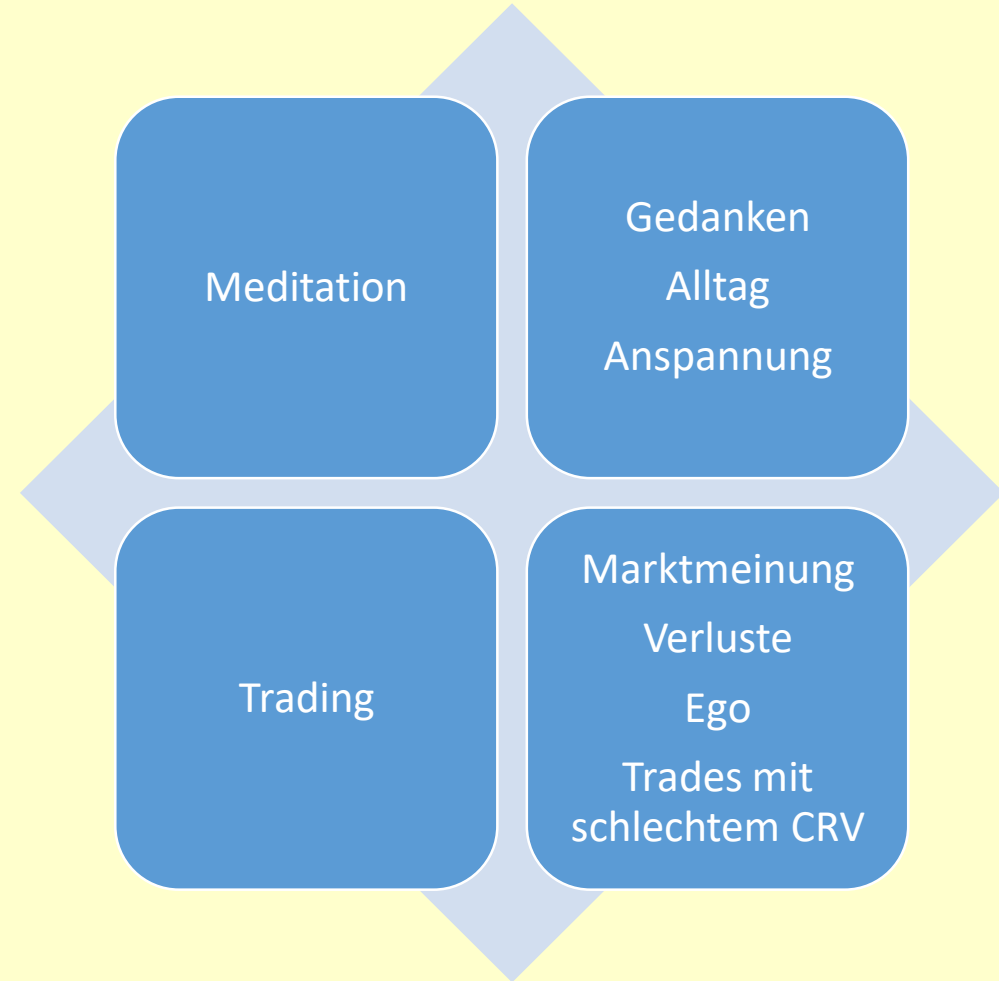 Meditation
Gedanken
Alltag
Anspannung
Trading
Marktmeinung
Verluste
Ego
Trades mit
schlechtem CRV